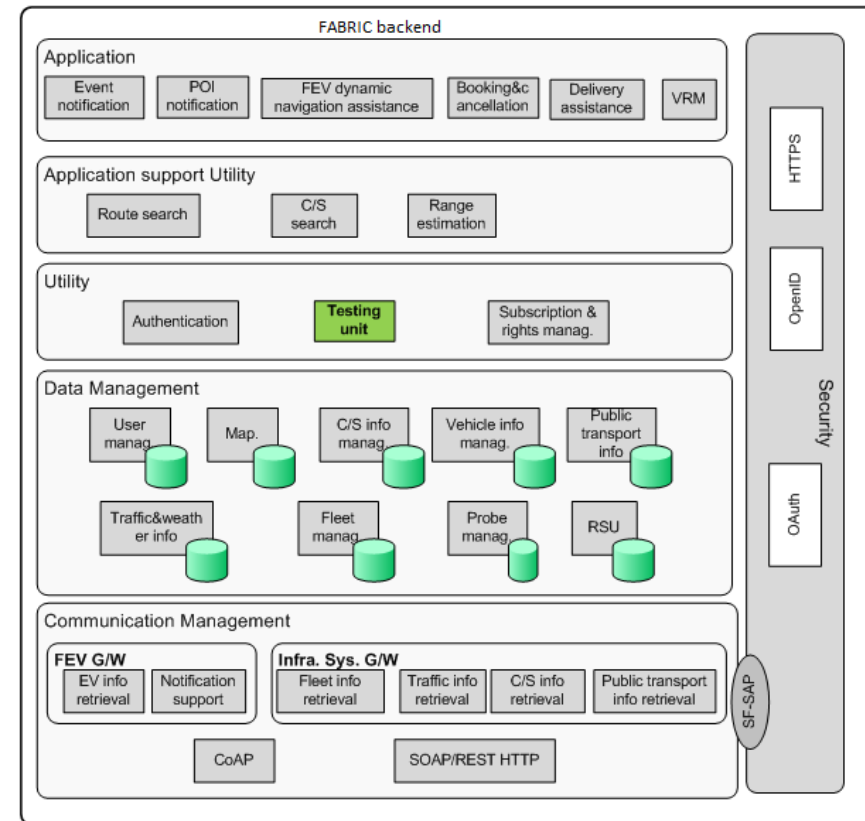 FABRIC backend
Application
Event
notification
POI
notification
FEV dynamic
navigation assistance
Booking&c
ancellation
Delivery
assistance
VRM
Application support Utility
Route search
C/S
search
Range
estimation
Utility
Authentication
Testing
unit
Subscription &
rights manag.
Data Management
User
manag.
Map.
C/S info
manag.
Vehicle info
manag.
Public
transport
info
Traffic&weath
er info
Fleet
manag.
Probe
manag.
RSU
Communication Management
FEV G/W
EV info
retrieval
Notification
support
Infra. Sys. G/W
Fleet info
retrieval
Traffic info
retrieval
C/S info
retrieval
Public transport
info retrieval
CoAP
SOAP/REST HTTP
HTTPS
OpenID
Security
OAuth
SF-SAP